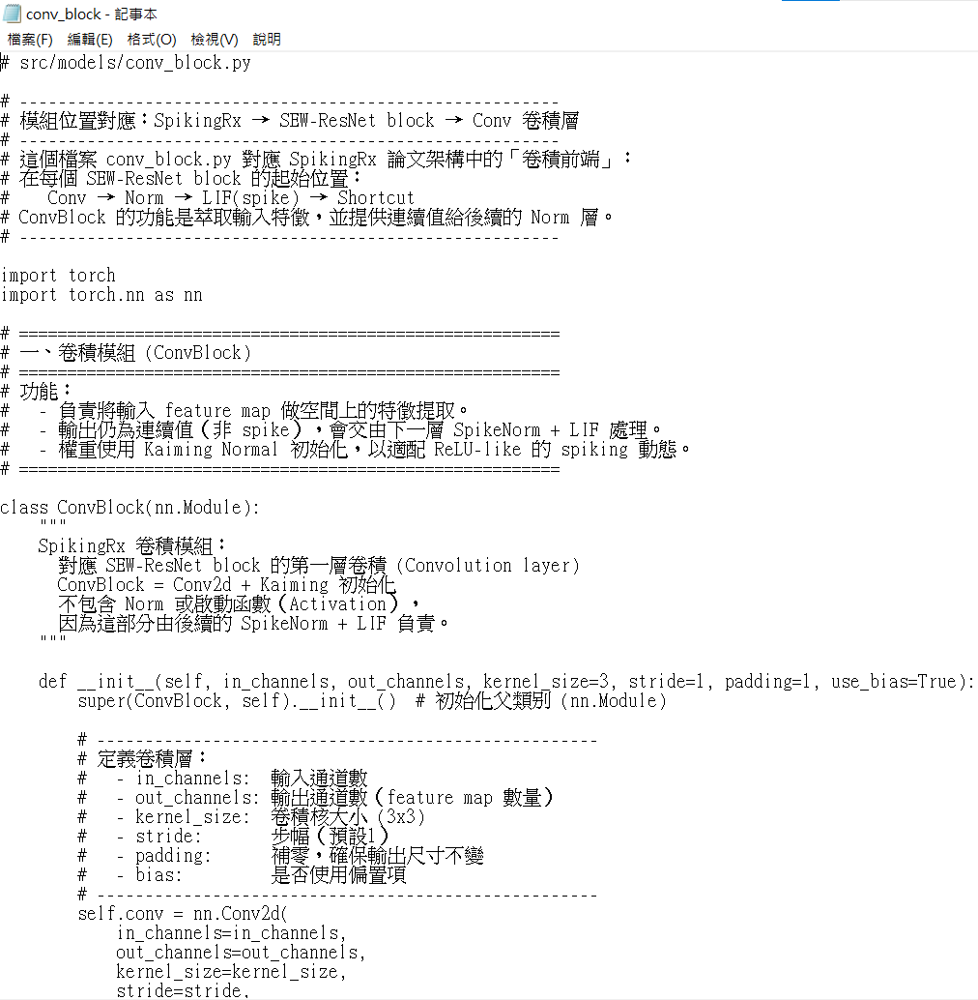 conv_block - 記事本
檔案(F) 編輯(E) 格式(O) 檢視(V) 說明
# src/models/conv_block.py
# --------------------------------------------------------
# 模組位置對應：SpikingRx → SEW-ResNet block → Conv 卷積層
# --------------------------------------------------------
# 這個檔案 conv_block.py 對應 SpikingRx 論文架構中的「卷積前端」：
# 在每個 SEW-ResNet block 的起始位置：
#    Conv → Norm → LIF(spike) → Shortcut
# ConvBlock 的功能是萃取輸入特徵，並提供連續值給後續的 Norm 層。
# --------------------------------------------------------
import torch
import torch.nn as nn
# ========================================================
# 一、卷積模組 (ConvBlock)
# ========================================================
# 功能：
#   - 負責將輸入 feature map 做空間上的特徵提取。
#   - 輸出仍為連續值（非 spike），會交由下一層 SpikeNorm + LIF 處理。
#   - 權重使用 Kaiming Normal 初始化，以適配 ReLU-like 的 spiking 動態。
# ========================================================
class ConvBlock(nn.Module):
    """
    SpikingRx 卷積模組：
      對應 SEW-ResNet block 的第一層卷積 (Convolution layer)
      ConvBlock = Conv2d + Kaiming 初始化
      不包含 Norm 或啟動函數（Activation），
      因為這部分由後續的 SpikeNorm + LIF 負責。
    """
    def __init__(self, in_channels, out_channels, kernel_size=3, stride=1, padding=1, use_bias=True):
        super(ConvBlock, self).__init__()  # 初始化父類別 (nn.Module)
        # ----------------------------------------------------
        # 定義卷積層：
        #   - in_channels:  輸入通道數
        #   - out_channels: 輸出通道數（feature map 數量）
        #   - kernel_size:  卷積核大小 (3x3)
        #   - stride:       步幅（預設1）
        #   - padding:      補零，確保輸出尺寸不變
        #   - bias:         是否使用偏置項
        # ----------------------------------------------------
        self.conv = nn.Conv2d(
            in_channels=in_channels,
            out_channels=out_channels,
            kernel_size=kernel_size,
            stride=stride,